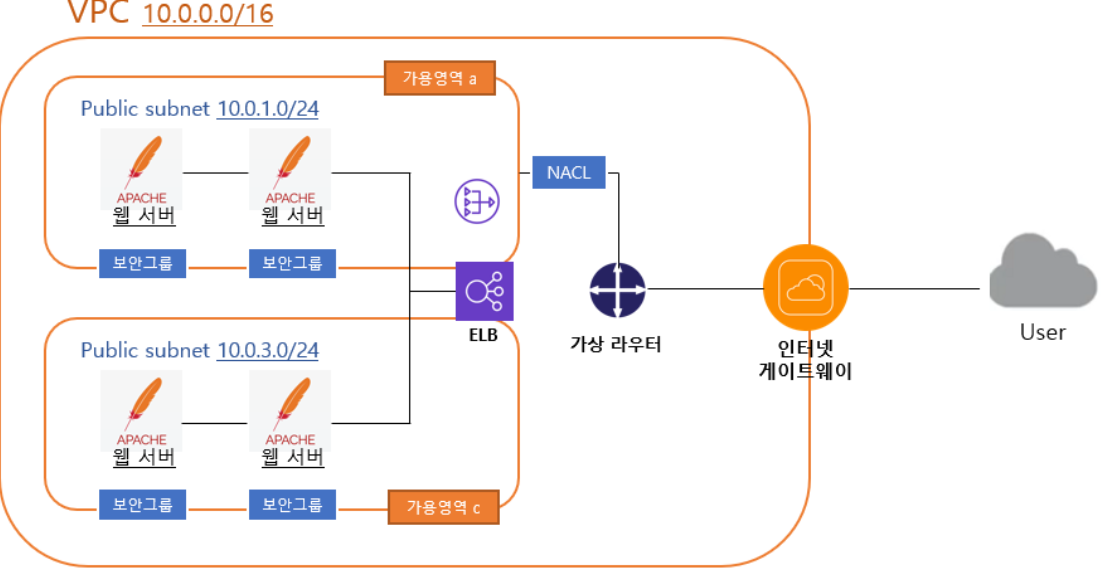 VPC 10.0.0.0/16
가용영역 a
Public subnet 10.0.1.0/24
APACHE
웹 서버
APACHE
웹 서버
보안그룹
보안그룹
NACL
ELB
가상 라우터
인터넷
게이트웨이
User
Public subnet 10.0.3.0/24
APACHE
웹 서버
APACHE
웹 서버
보안그룹
보안그룹
가용영역 c